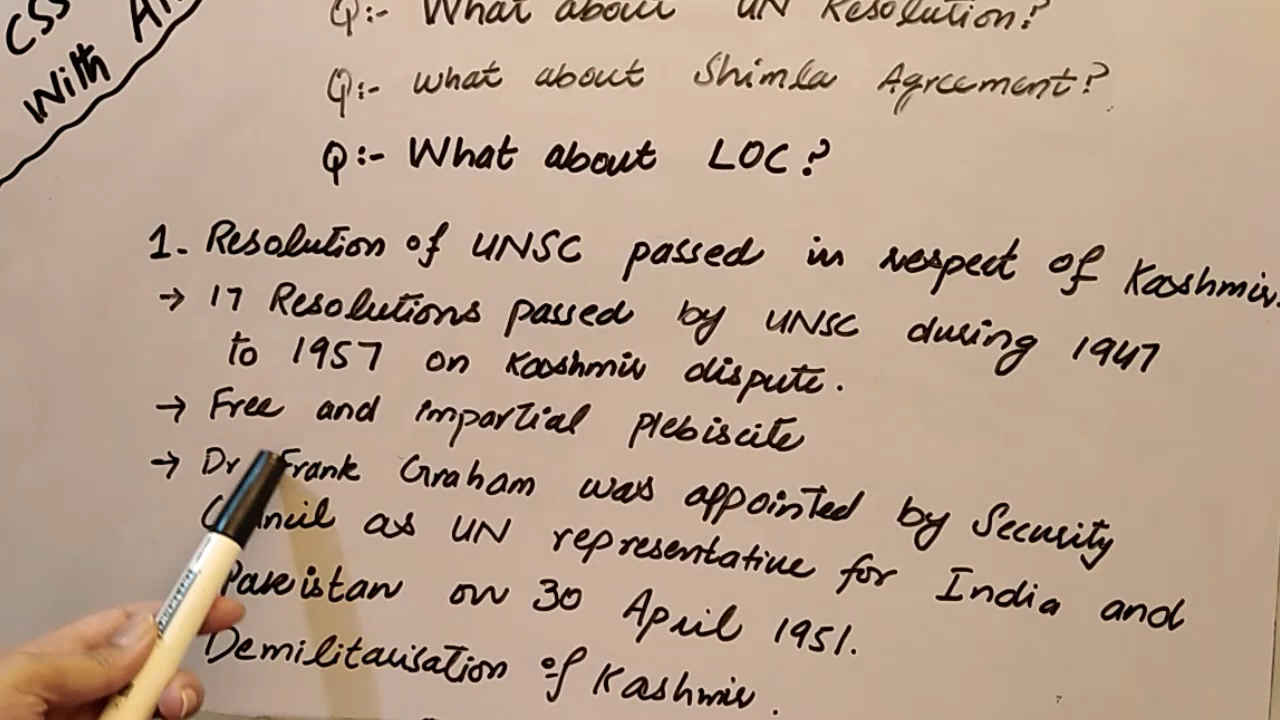 CSS
With
Q:- What about UN Resolution?
Q:- what about Shimla Agreement?
Q:- What about LOC?
1. Resolution of UNSC passed in respect of Kashmir.
→ 17 Resolutions passed by UNSC during 1947
to 1957 on Kashmir dispute.
→ Free and impartial Plebiscite
→ Dr Frank Graham was appointed by Security
Council as UN representative for India and
Pakistan on 30 April 1951.
Demilitarisation of Kashmir.